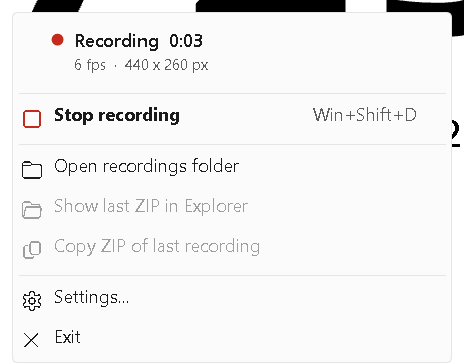 Recording 0:03
6 fps · 440 x 260 px
Stop recording Win+Shift+D
Open recordings folder
Show last ZIP in Explorer
Copy ZIP of last recording
Settings...
Exit